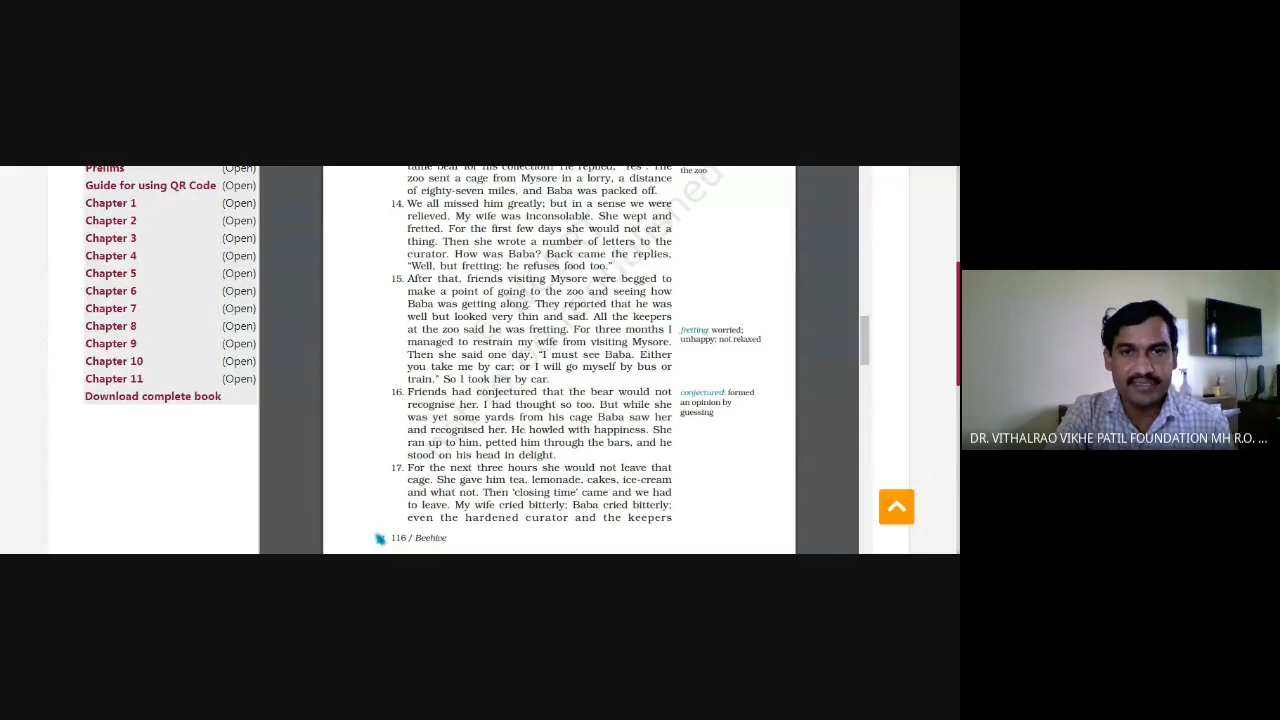 Prelims (Open)
Guide for using QR Code (Open)
Chapter 1 (Open)
Chapter 2 (Open)
Chapter 3 (Open)
Chapter 4 (Open)
Chapter 5 (Open)
Chapter 6 (Open)
Chapter 7 (Open)
Chapter 8 (Open)
Chapter 9 (Open)
Chapter 10 (Open)
Chapter 11 (Open)
Download complete book
tame bear for his collection? He replied, "Yes". The
zoo sent a cage from Mysore in a lorry, a distance
of eighty-seven miles, and Baba was packed off.
14. We all missed him greatly; but in a sense we were
relieved. My wife was inconsolable. She wept and
fretted. For the first few days she would not eat a
thing. Then she wrote a number of letters to the
curator. How was Baba? Back came the replies,
"Well, but fretting; he refuses food too."
15. After that, friends visiting Mysore were begged to
make a point of going to the zoo and seeing how
Baba was getting along. They reported that he was
well but looked very thin and sad. All the keepers
at the zoo said he was fretting. For three months I
managed to restrain my wife from visiting Mysore.
Then she said one day, "I must see Baba. Either
you take me by car; or I will go myself by bus or
train." So I took her by car.
16. Friends had conjectured that the bear would not
recognise her. I had thought so too. But while she
was yet some yards from his cage Baba saw her
and recognised her. He howled with happiness. She
ran up to him, petted him through the bars, and he
stood on his head in delight.
17. For the next three hours she would not leave that
cage. She gave him tea, lemonade, cakes, ice-cream
and what not. Then 'closing time' came and we had
to leave. My wife cried bitterly; Baba cried bitterly;
even the hardened curator and the keepers
116 / Beehive
the zoo
fretting: worried;
unhappy; not relaxed
conjectured: formed
an opinion by
guessing
DR. VITHALRAO VIKHE PATIL FOUNDATION MH R.O. ...